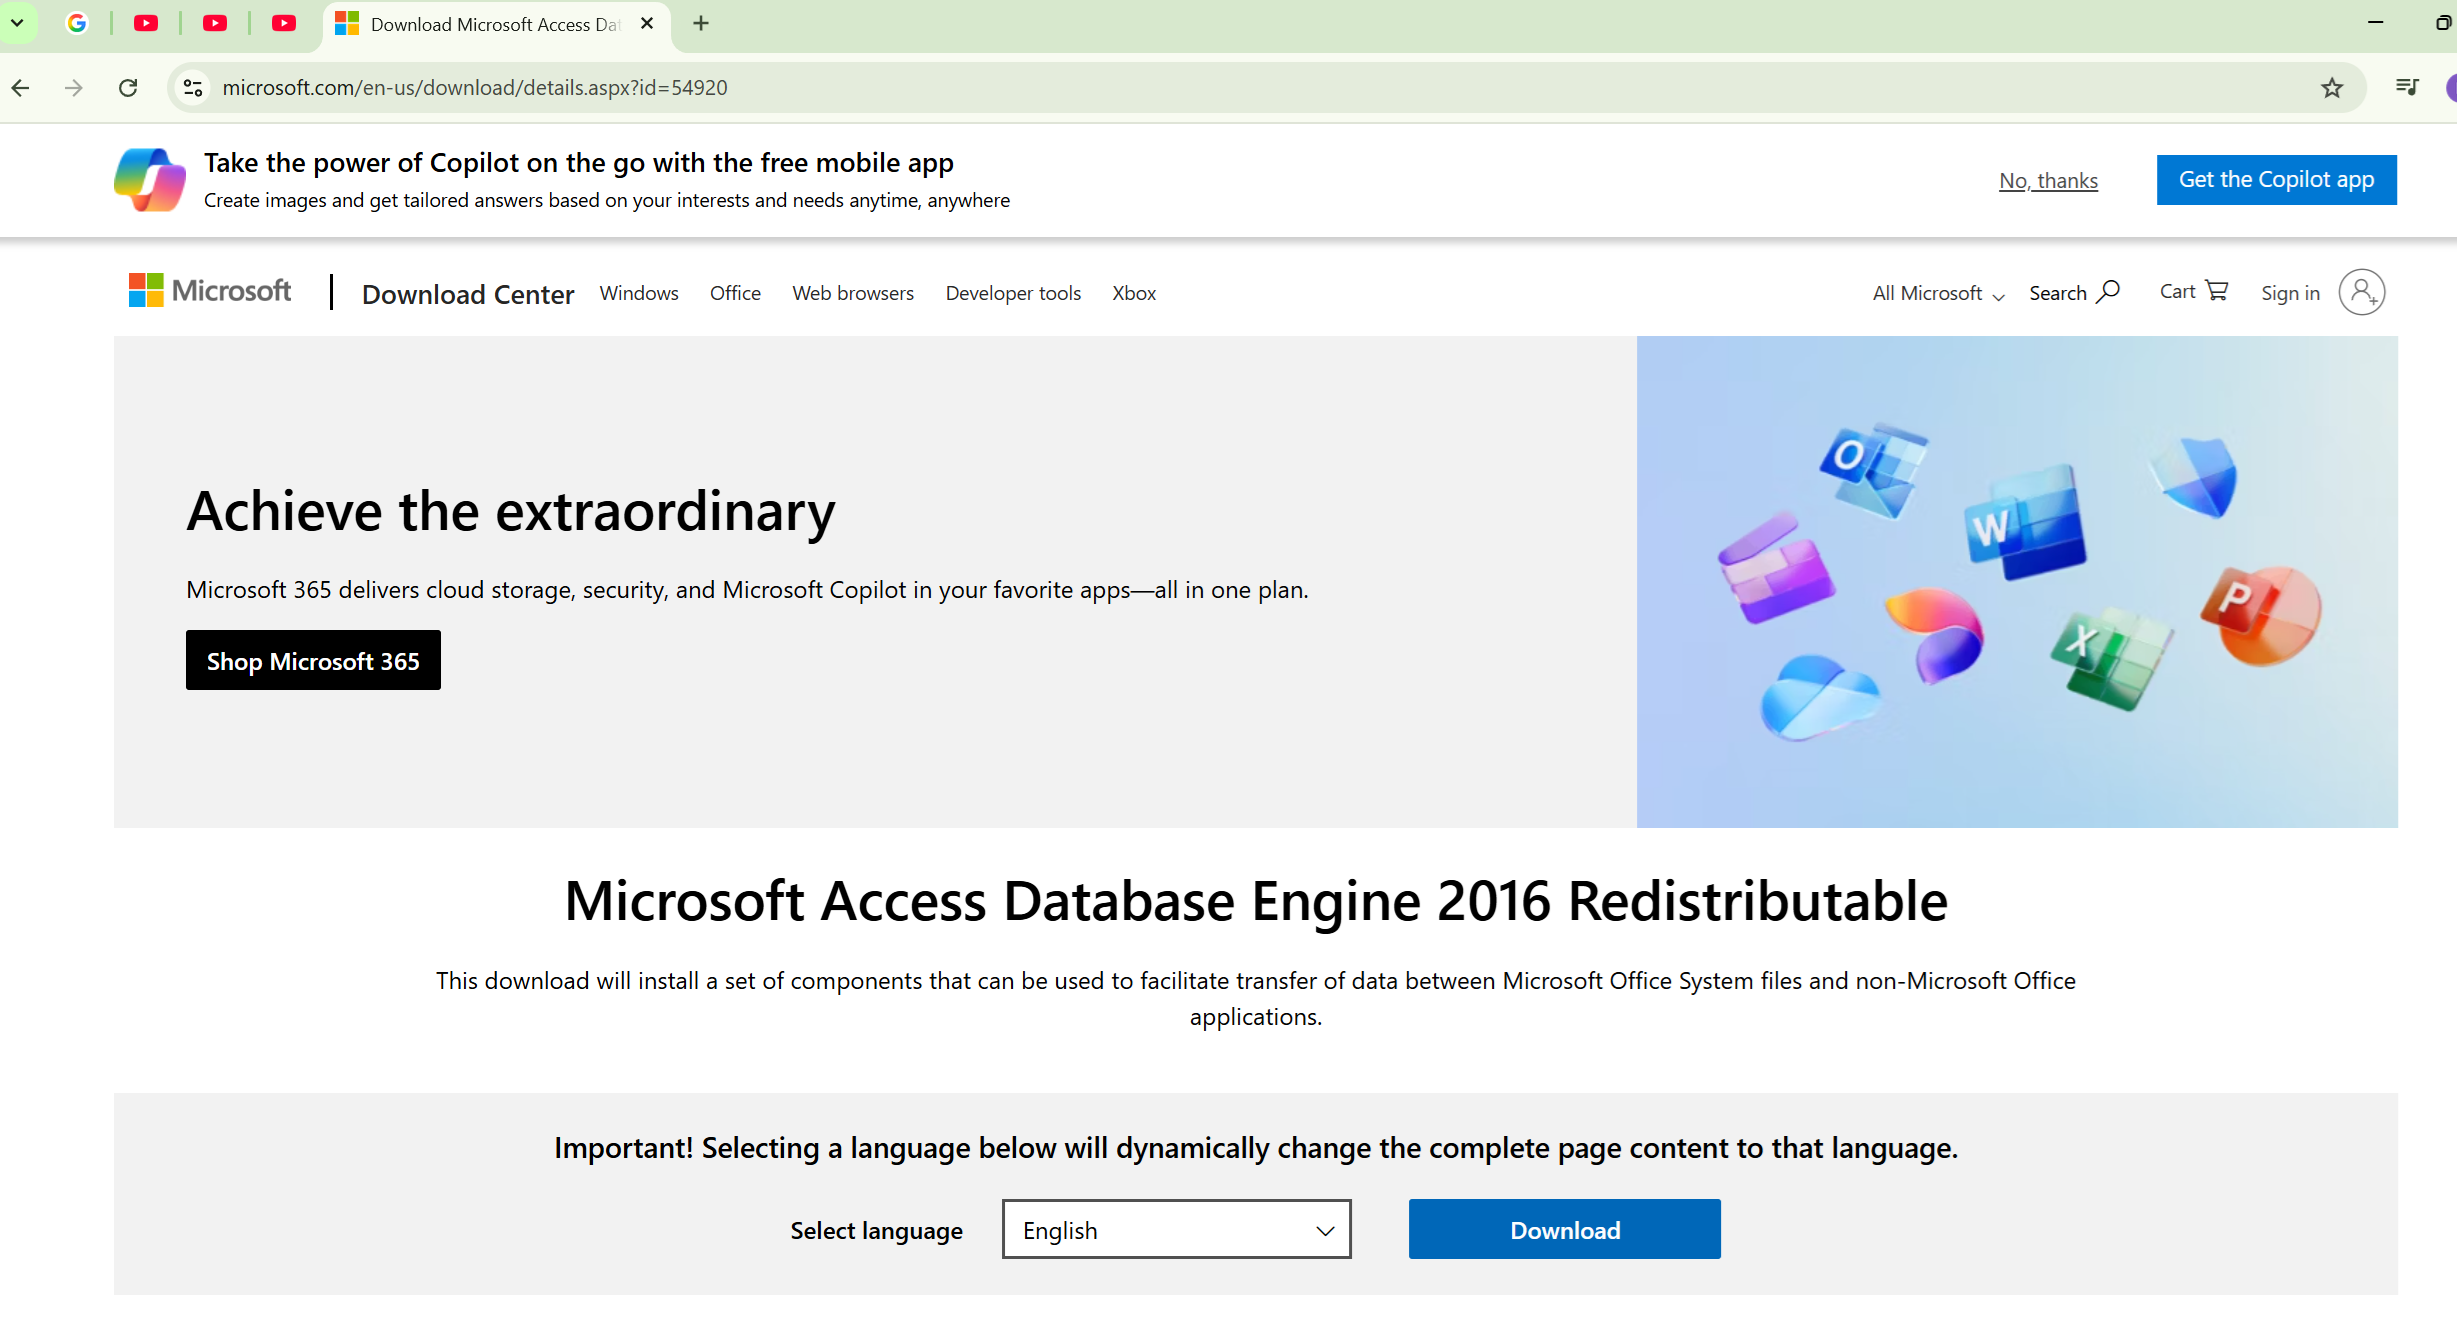 Download Microsoft Access Dat
microsoft.com/en-us/download/details.aspx?id=54920
Take the power of Copilot on the go with the free mobile app
Create images and get tailored answers based on your interests and needs anytime, anywhere
No, thanks
Get the Copilot app
Microsoft
Download Center
Windows
Office
Web browsers
Developer tools
Xbox
All Microsoft
Search
Cart
Sign in
Achieve the extraordinary
Microsoft 365 delivers cloud storage, security, and Microsoft Copilot in your favorite apps—all in one plan.
Shop Microsoft 365
O
W
X
P
Microsoft Access Database Engine 2016 Redistributable
This download will install a set of components that can be used to facilitate transfer of data between Microsoft Office System files and non-Microsoft Office
applications.
Important! Selecting a language below will dynamically change the complete page content to that language.
Select language
English
Download